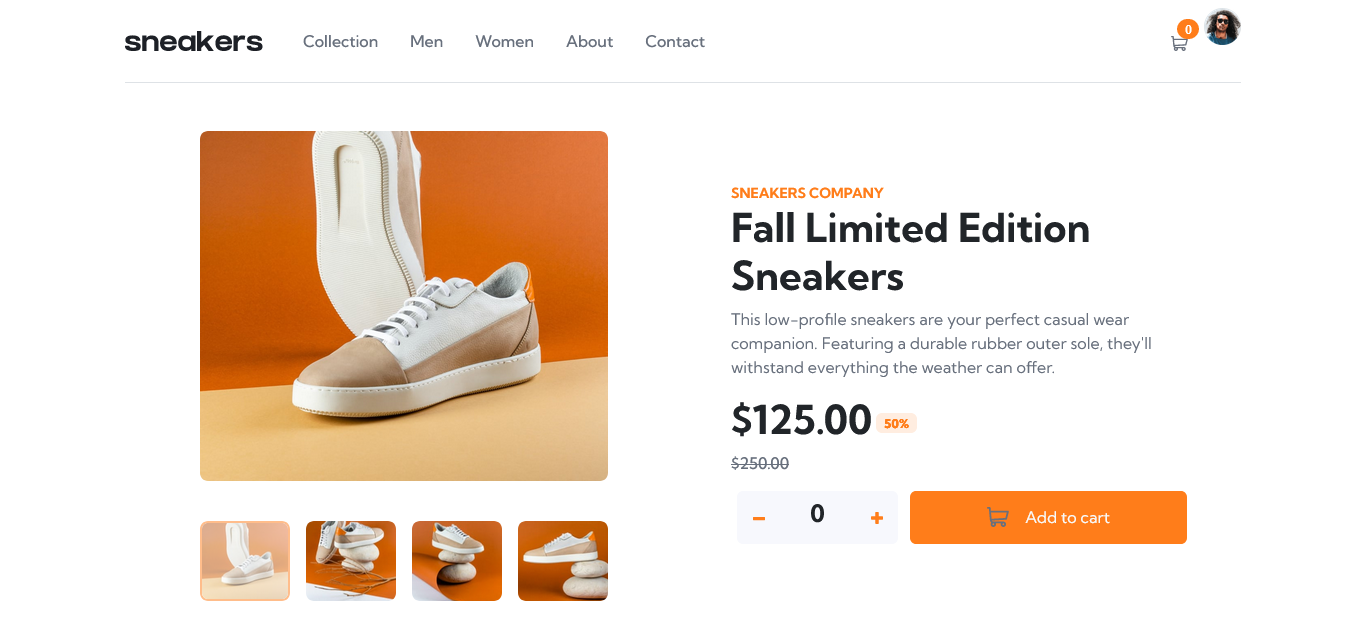 sneakers
Collection
Men
Women
About
Contact
0
SNEAKERS COMPANY
Fall Limited Edition
Sneakers
This low-profile sneakers are your perfect casual wear
companion. Featuring a durable rubber outer sole, they'll
withstand everything the weather can offer.
$125.00
50%
$250.00
0
Add to cart